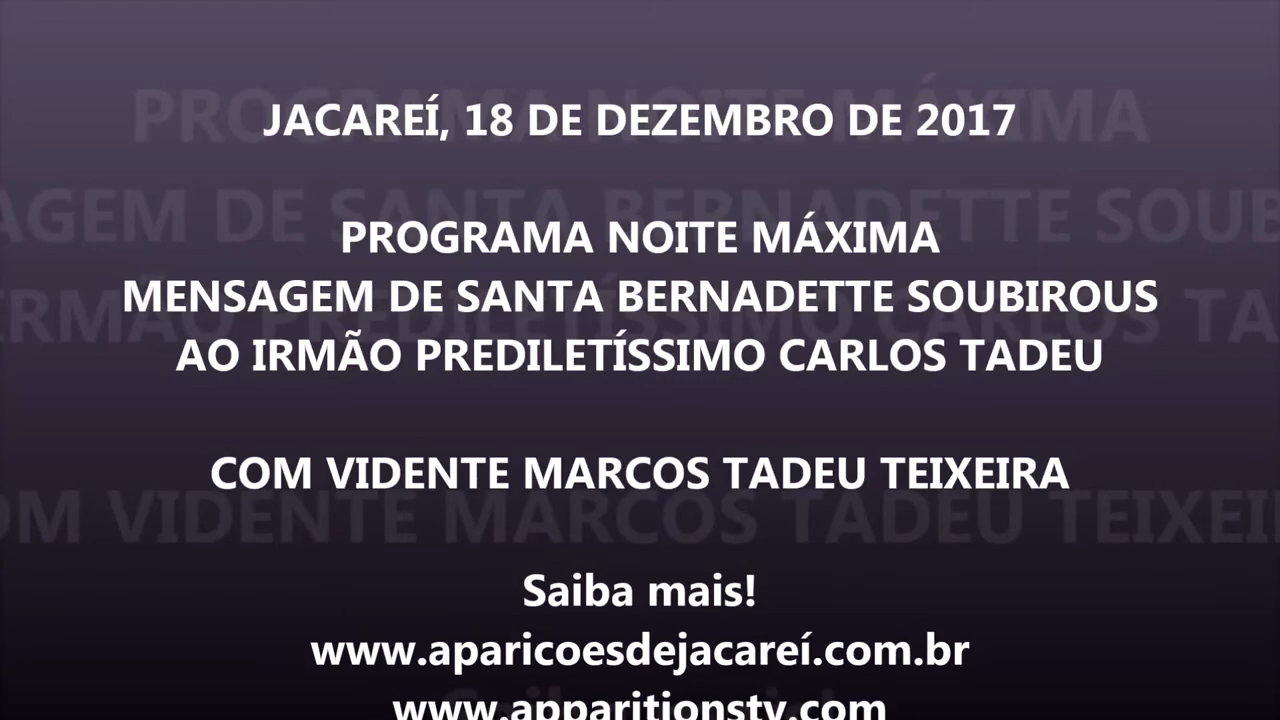 JACAREÍ, 18 DE DEZEMBRO DE 2017
PROGRAMA NOITE MÁXIMA
MENSAGEM DE SANTA BERNADETTE SOUBIROUS
AO IRMÃO PREDILETÍSSIMO CARLOS TADEU
COM VIDENTE MARCOS TADEU TEIXEIRA
Saiba mais!
www.aparicoesdejacareí.com.br
www.apparitionstv.com